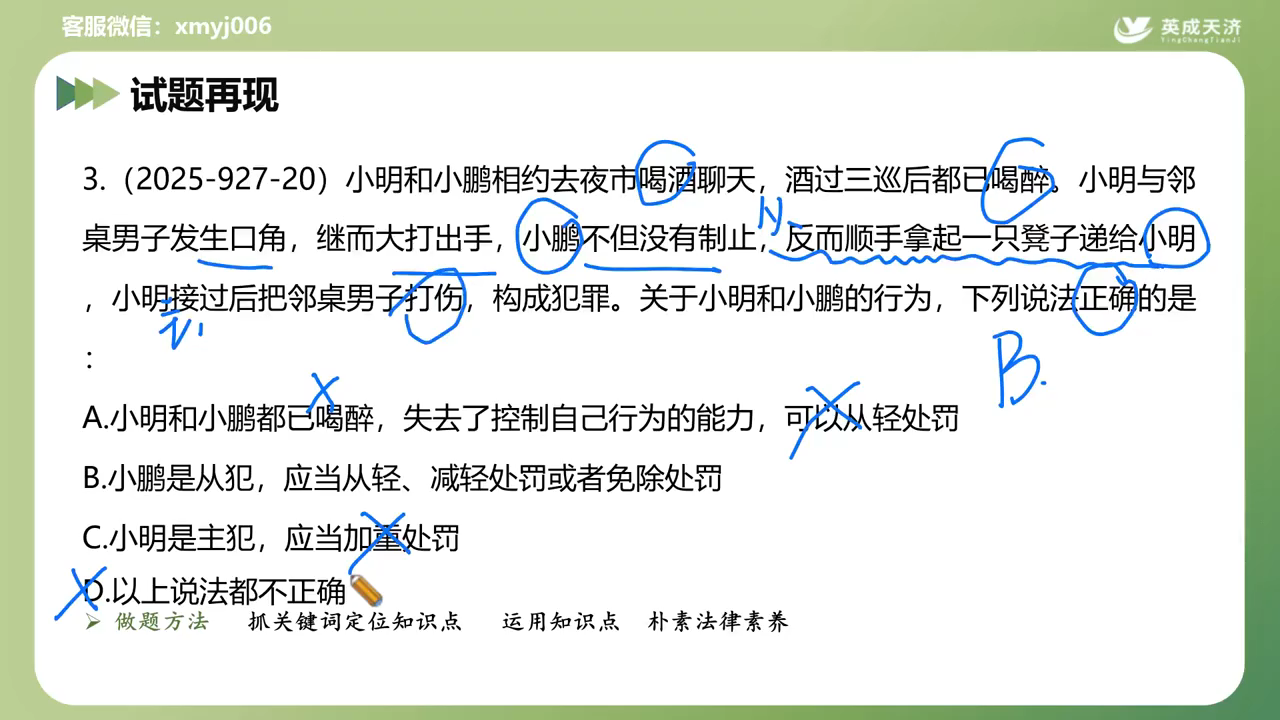 客服微信：xmyj006
英成天济
YingChengTianJi
试题再现
3.（2025-927-20）小明和小鹏相约去夜市喝酒聊天，酒过三巡后都已喝醉。小明与邻
桌男子发生口角，继而大打出手，小鹏不但没有制止，反而顺手拿起一只凳子递给小明
，小明接过后把邻桌男子打伤，构成犯罪。关于小明和小鹏的行为，下列说法正确的是
：
B.
A.小明和小鹏都已喝醉，失去了控制自己行为的能力，可以从轻处罚
B.小鹏是从犯，应当从轻、减轻处罚或者免除处罚
C.小明是主犯，应当加重处罚
D.以上说法都不正确
做题方法 抓关键词定位知识点 运用知识点 朴素法律素养